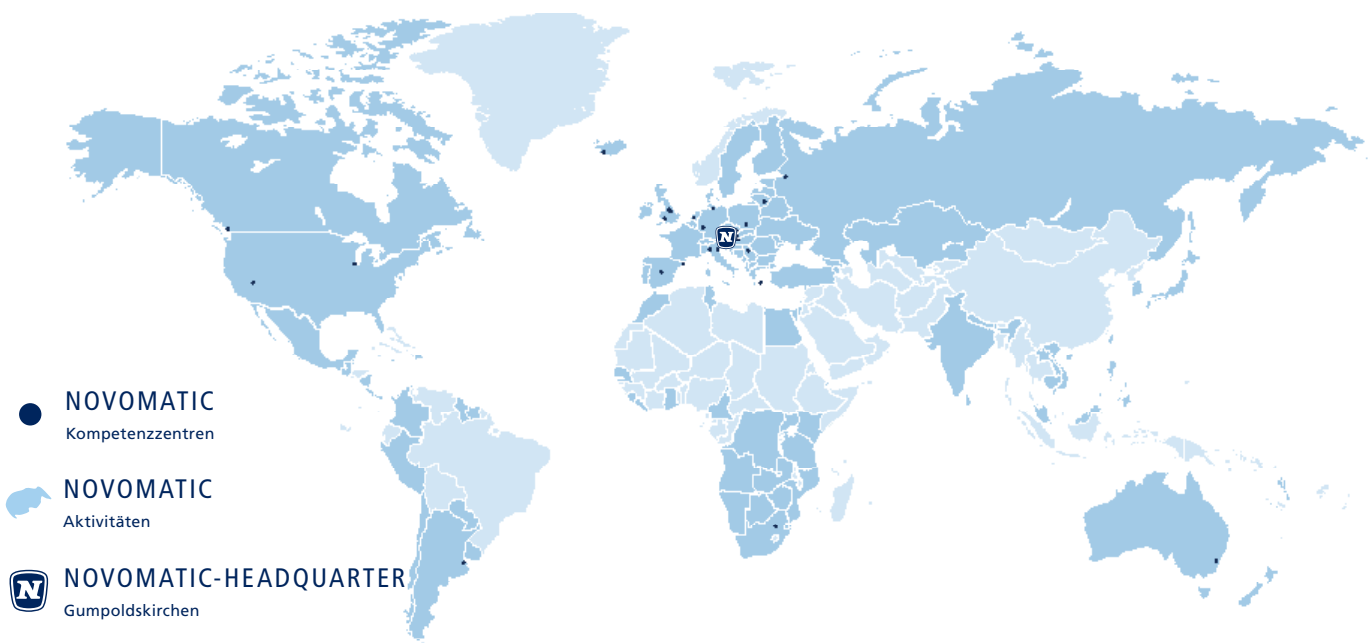 NOVOMATIC
Kompetenzzentren
NOVOMATIC
Aktivitäten
NOVOMATIC-HEADQUARTER
Gumpoldskirchen
N
N